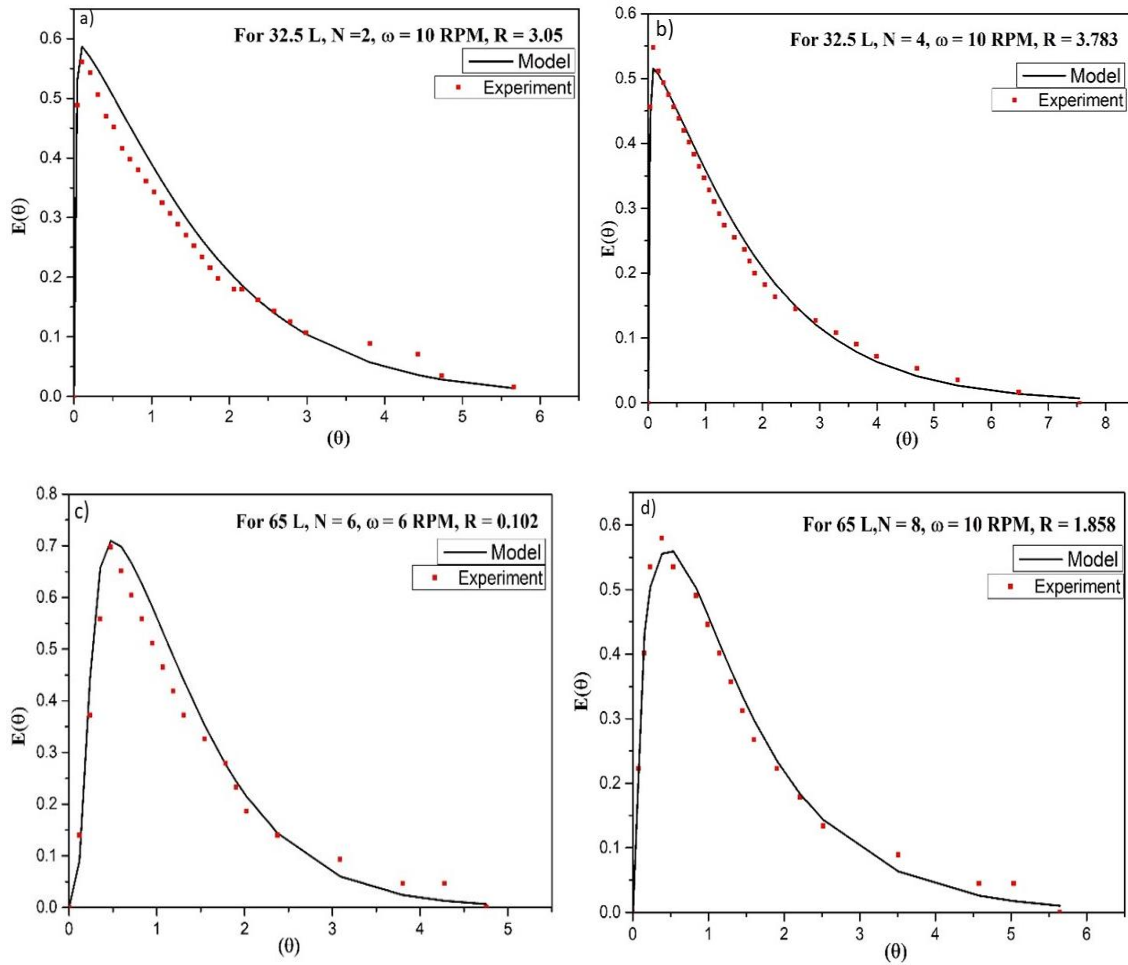 a)
For 32.5 L, N =2, ω = 10 RPM, R = 3.05
Model
Experiment
0.6
0.5
0.4
0.3
0.2
0.1
0.0
E(θ)
0 1 2 3 4 5 6
(θ)
b)
For 32.5 L, N = 4, ω = 10 RPM, R = 3.783
Model
Experiment
0.6
0.5
0.4
0.3
0.2
0.1
0.0
E(θ)
0 1 2 3 4 5 6 7 8
(θ)
c)
For 65 L, N = 6, ω = 6 RPM, R = 0.102
Model
Experiment
0.8
0.7
0.6
0.5
0.4
0.3
0.2
0.1
0.0
E(θ)
0 1 2 3 4 5
(θ)
d)
For 65 L,N = 8, ω = 10 RPM, R = 1.858
Model
Experiment
0.6
0.5
0.4
0.3
0.2
0.1
0.0
E(θ)
0 1 2 3 4 5 6
(θ)